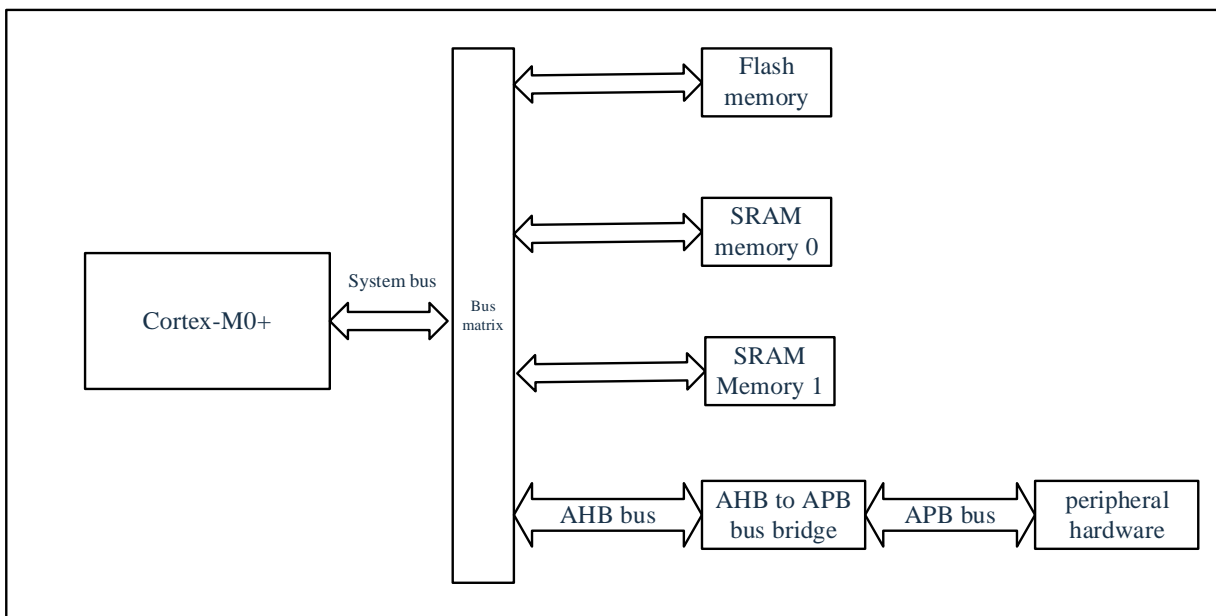 Flash
memory
SRAM
memory 0
System bus
Cortex-M0+
Bus
matrix
SRAM
Memory 1
AHB bus
AHB to APB
bus bridge
APB bus
peripheral
hardware